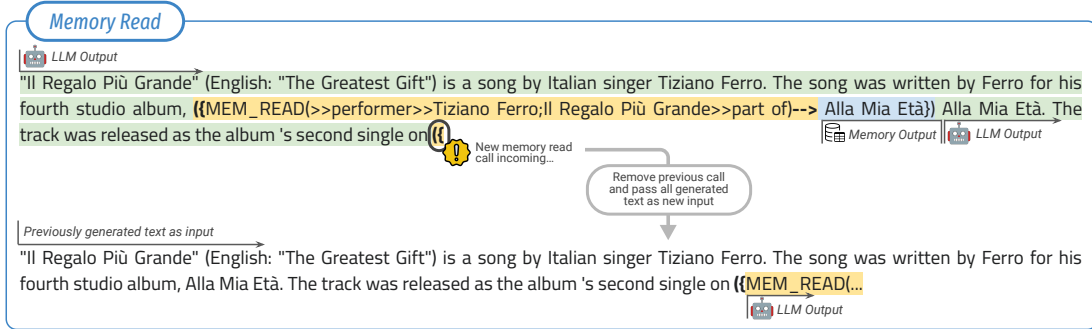 Memory Read
LLM Output
"Il Regalo Più Grande" (English: "The Greatest Gift") is a song by Italian singer Tiziano Ferro. The song was written by Ferro for his
fourth studio album, ({MEM_READ(>>performer>>Tiziano Ferro;Il Regalo Più Grande>>part of)--> Alla Mia Età}) Alla Mia Età. The
track was released as the album 's second single on ({
Memory Output
LLM Output
New memory read
call incoming...
Remove previous call
and pass all generated
text as new input
Previously generated text as input
"Il Regalo Più Grande" (English: "The Greatest Gift") is a song by Italian singer Tiziano Ferro. The song was written by Ferro for his
fourth studio album, Alla Mia Età. The track was released as the album 's second single on ({MEM_READ(...
LLM Output